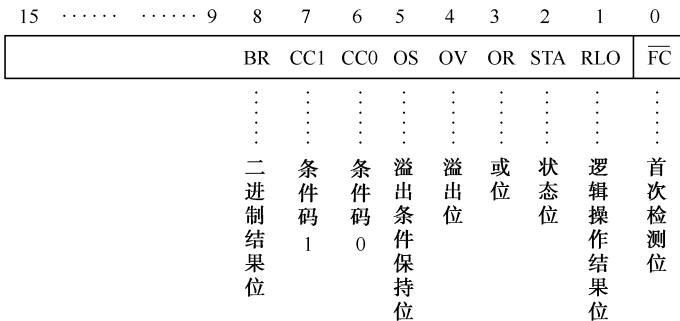 15 ······ ······ 9 8 7 6 5 4 3 2 1 0
BR CC1 CC0 OS OV OR STA RLO F̅C̅
二进制结果位
条件码1
条件码0
溢出条件保持位
溢出位
或位
状态位
逻辑操作结果位
首次检测位